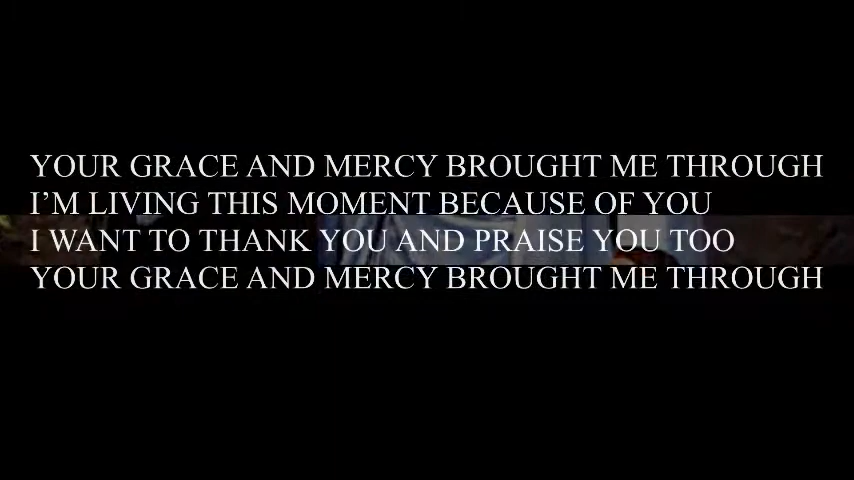 YOUR GRACE AND MERCY BROUGHT ME THROUGH
I'M LIVING THIS MOMENT BECAUSE OF YOU
I WANT TO THANK YOU AND PRAISE YOU TOO
YOUR GRACE AND MERCY BROUGHT ME THROUGH